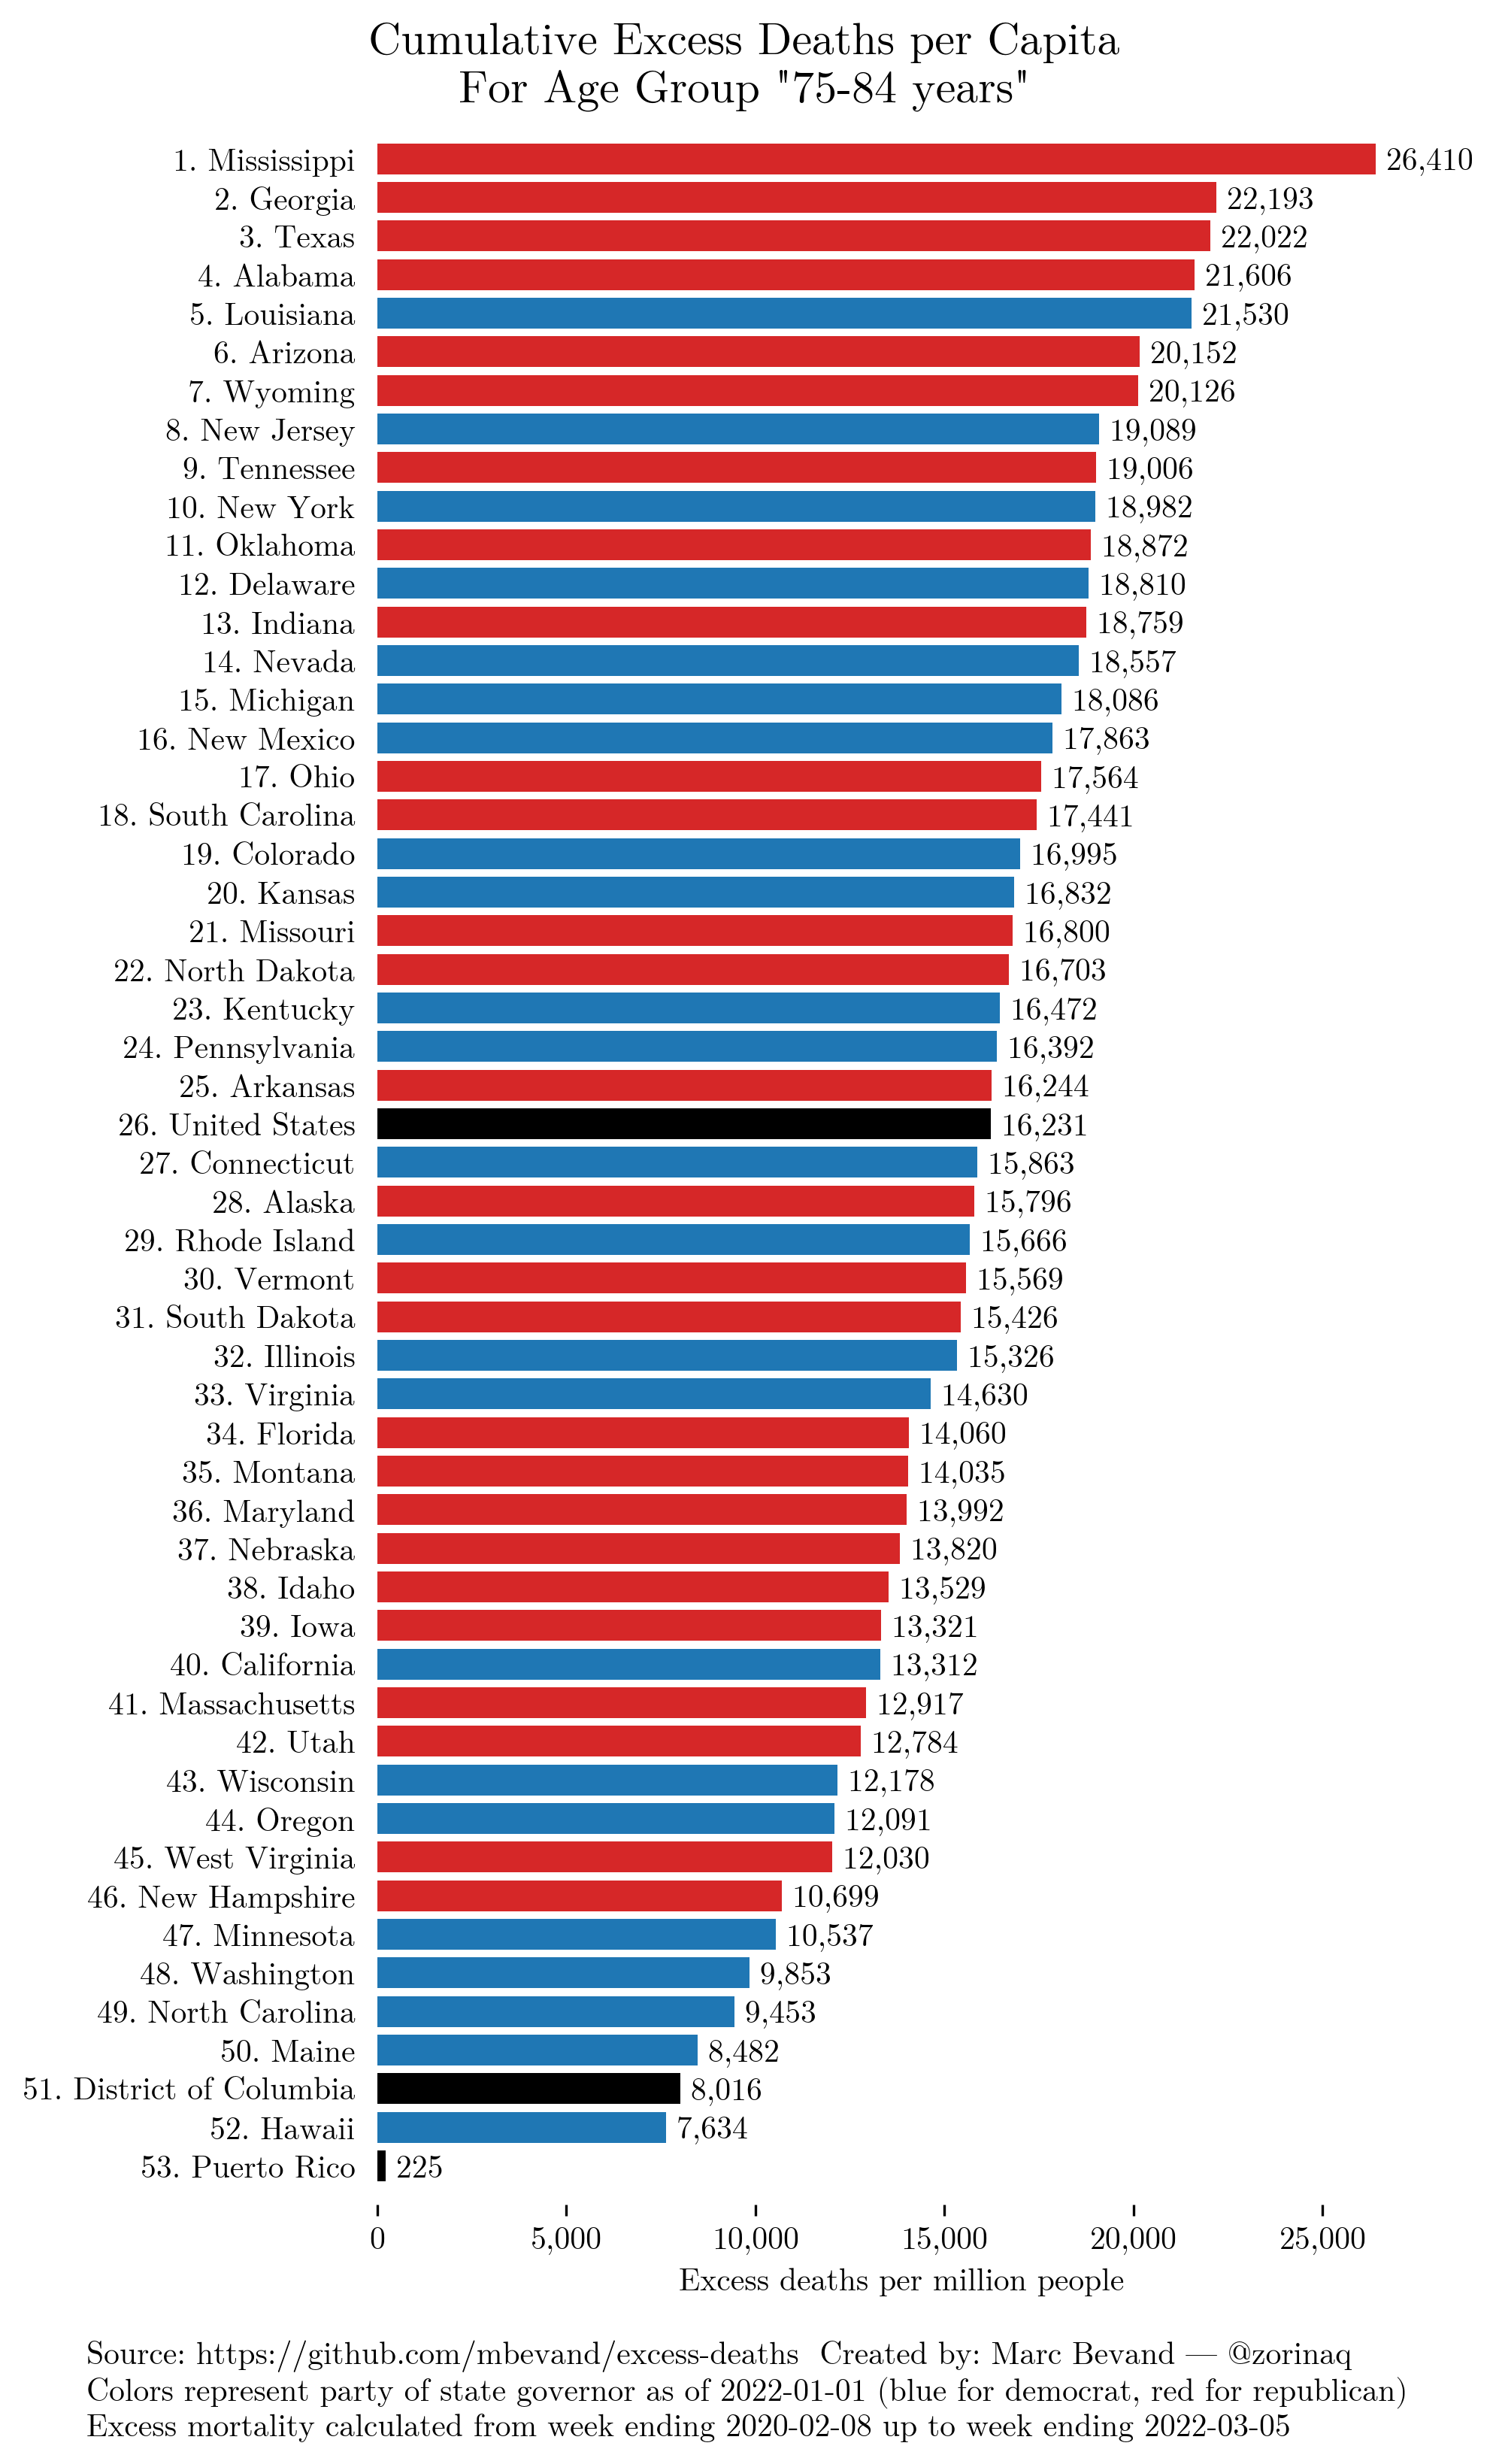 Cumulative Excess Deaths per Capita
For Age Group "75-84 years"
1. Mississippi 26,410
2. Georgia 22,193
3. Texas 22,022
4. Alabama 21,606
5. Louisiana 21,530
6. Arizona 20,152
7. Wyoming 20,126
8. New Jersey 19,089
9. Tennessee 19,006
10. New York 18,982
11. Oklahoma 18,872
12. Delaware 18,810
13. Indiana 18,759
14. Nevada 18,557
15. Michigan 18,086
16. New Mexico 17,863
17. Ohio 17,564
18. South Carolina 17,441
19. Colorado 16,995
20. Kansas 16,832
21. Missouri 16,800
22. North Dakota 16,703
23. Kentucky 16,472
24. Pennsylvania 16,392
25. Arkansas 16,244
26. United States 16,231
27. Connecticut 15,863
28. Alaska 15,796
29. Rhode Island 15,666
30. Vermont 15,569
31. South Dakota 15,426
32. Illinois 15,326
33. Virginia 14,630
34. Florida 14,060
35. Montana 14,035
36. Maryland 13,992
37. Nebraska 13,820
38. Idaho 13,529
39. Iowa 13,321
40. California 13,312
41. Massachusetts 12,917
42. Utah 12,784
43. Wisconsin 12,178
44. Oregon 12,091
45. West Virginia 12,030
46. New Hampshire 10,699
47. Minnesota 10,537
48. Washington 9,853
49. North Carolina 9,453
50. Maine 8,482
51. District of Columbia 8,016
52. Hawaii 7,634
53. Puerto Rico 225
0 5,000 10,000 15,000 20,000 25,000
Excess deaths per million people
Source: https://github.com/mbevand/excess-deaths Created by: Marc Bevand — @zorinaq
Colors represent party of state governor as of 2022-01-01 (blue for democrat, red for republican)
Excess mortality calculated from week ending 2020-02-08 up to week ending 2022-03-05